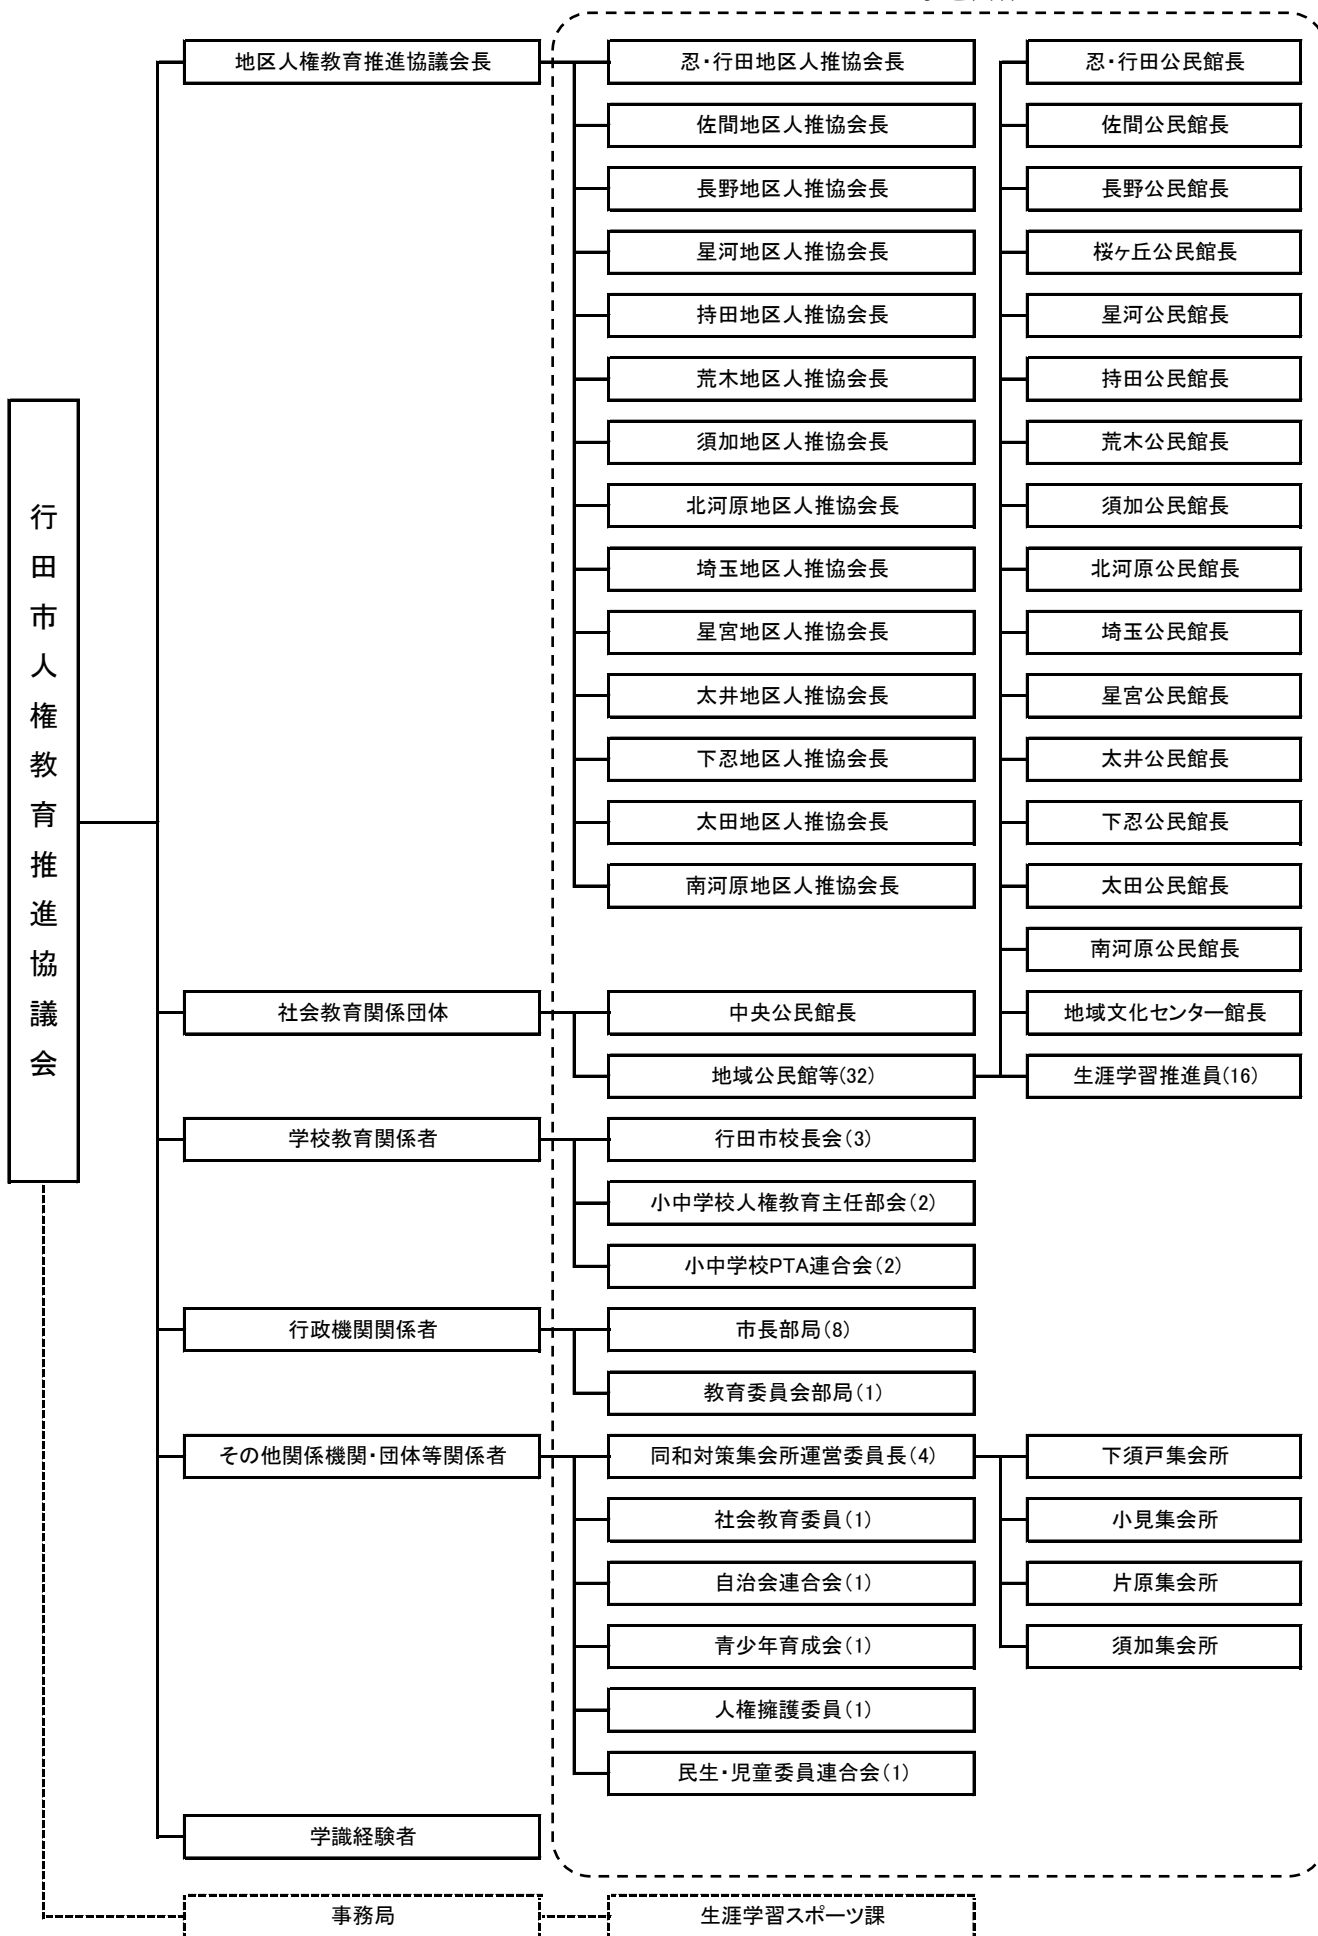 行田市人権教育推進協議会
地区人権教育推進協議会長
忍・行田地区人推協会長
佐間地区人推協会長
長野地区人推協会長
星河地区人推協会長
持田地区人推協会長
荒木地区人推協会長
須加地区人推協会長
北河原地区人推協会長
埼玉地区人推協会長
星宮地区人推協会長
太井地区人推協会長
下忍地区人推協会長
太田地区人推協会長
南河原地区人推協会長
忍・行田公民館長
佐間公民館長
長野公民館長
桜ヶ丘公民館長
星河公民館長
持田公民館長
荒木公民館長
須加公民館長
北河原公民館長
埼玉公民館長
星宮公民館長
太井公民館長
下忍公民館長
太田公民館長
南河原公民館長
地域文化センター館長
生涯学習推進員(16)
社会教育関係団体
中央公民館長
地域公民館等(32)
学校教育関係者
行田市校長会(3)
小中学校人権教育主任部会(2)
小中学校PTA連合会(2)
行政機関関係者
市長部局(8)
教育委員会部局(1)
その他関係機関・団体等関係者
同和対策集会所運営委員長(4)
社会教育委員(1)
自治会連合会(1)
青少年育成会(1)
人権擁護委員(1)
民生・児童委員連合会(1)
下須戸集会所
小見集会所
片原集会所
須加集会所
学識経験者
事務局
生涯学習スポーツ課